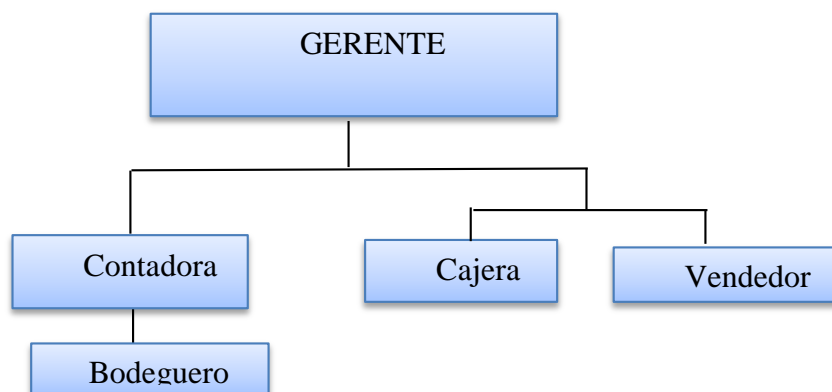 GERENTE
Contadora
Cajera
Vendedor
Bodeguero